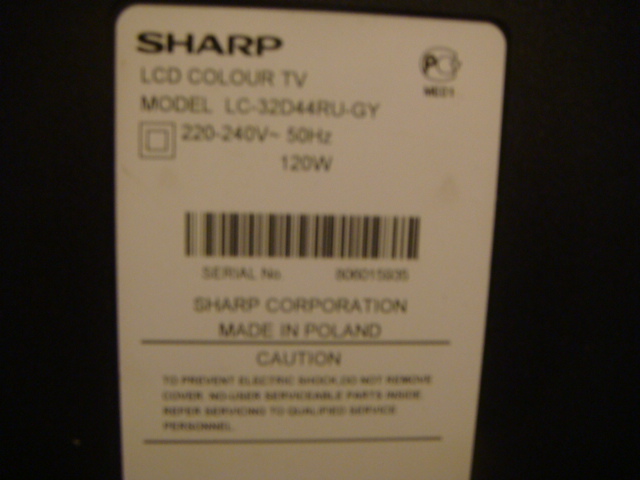 SHARP
LCD COLOUR TV
MODEL LC-32D44RU-GY
220-240V~ 50Hz
120W
SERIAL No. 806015935
SHARP CORPORATION
MADE IN POLAND
CAUTION
TO PREVENT ELECTRIC SHOCK,DO NOT REMOVE
COVER. NO-USER SERVICEABLE PARTS INSIDE.
REFER SERVICING TO QUALIFIED SERVICE
PERSONNEL.